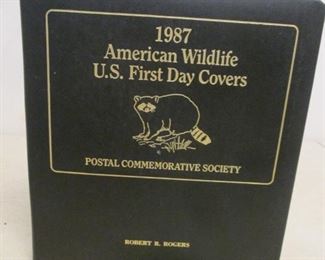 1987
American Wildlife
U.S. First Day Covers
POSTAL COMMEMORATIVE SOCIETY
ROBERT R. ROGERS